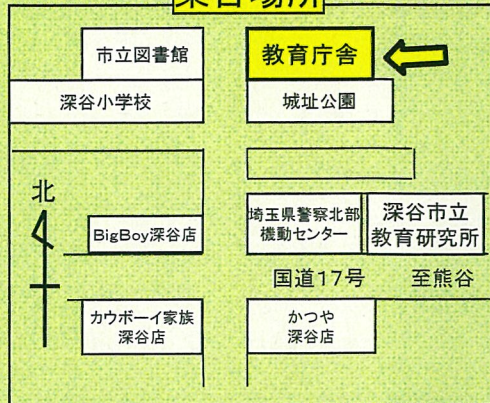 集合場所
市立図書館
教育庁舎
深谷小学校
城址公園
北
BigBoy深谷店
埼玉県警察北部
機動センター
深谷市立
教育研究所
国道17号
至熊谷
カウボーイ家族
深谷店
かつや
深谷店